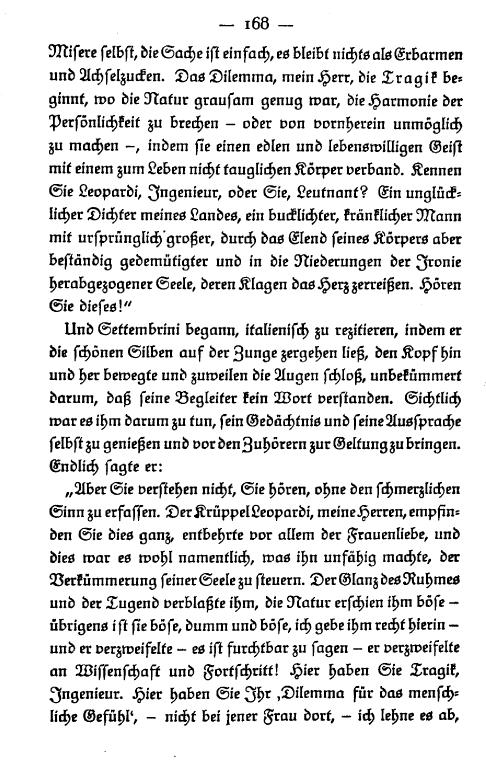 — 168 —
Misere selbst, die Sache ist einfach, es bleibt nichts als Erbarmen
und Achselzucken. Das Dilemma, mein Herr, die Tragik be⸗
ginnt, wo die Natur grausam genug war, die Harmonie der
Persönlichkeit zu brechen – oder von vornherein unmöglich
zu machen –, indem sie einen edlen und lebenswilligen Geist
mit einem zum Leben nicht tauglichen Körper verband. Kennen
Sie Leopardi, Ingenieur, oder Sie, Leutnant? Ein unglück⸗
licher Dichter meines Landes, ein bucklichter, kränklicher Mann
mit ursprünglich großer, durch das Elend seines Körpers aber
beständig gedemütigter und in die Niederungen der Ironie
herabgezogener Seele, deren Klagen das Herz zerreißen. Hören
Sie dieses!“
Und Settembrini begann, italienisch zu rezitieren, indem er
die schönen Silben auf der Zunge zergehen ließ, den Kopf hin
und her bewegte und zuweilen die Augen schloß, unbekümmert
darum, daß seine Begleiter kein Wort verstanden. Sichtlich
war es ihm darum zu tun, sein Gedächtnis und seine Aussprache
selbst zu genießen und vor den Zuhörern zur Geltung zu bringen.
Endlich sagte er:
„Aber Sie verstehen nicht, Sie hören, ohne den schmerzlichen
Sinn zu erfassen. Der Krüppel Leopardi, meine Herren, empfin⸗
den Sie dies ganz, entbehrte vor allem der Frauenliebe, und
dies war es wohl namentlich, was ihn unfähig machte, der
Verkümmerung seiner Seele zu steuern. Der Glanz des Ruhmes
und der Tugend verblaßte ihm, die Natur erschien ihm böse –
übrigens ist sie böse, dumm und böse, ich gebe ihm recht hierin –
und er verzweifelte – es ist furchtbar zu sagen – er verzweifelte
an Wissenschaft und Fortschritt! Hier haben Sie Tragik,
Ingenieur. Hier haben Sie Ihr ‚Dilemma für das mensch⸗
liche Gefühl‘, – nicht bei jener Frau dort, – ich lehne es ab,